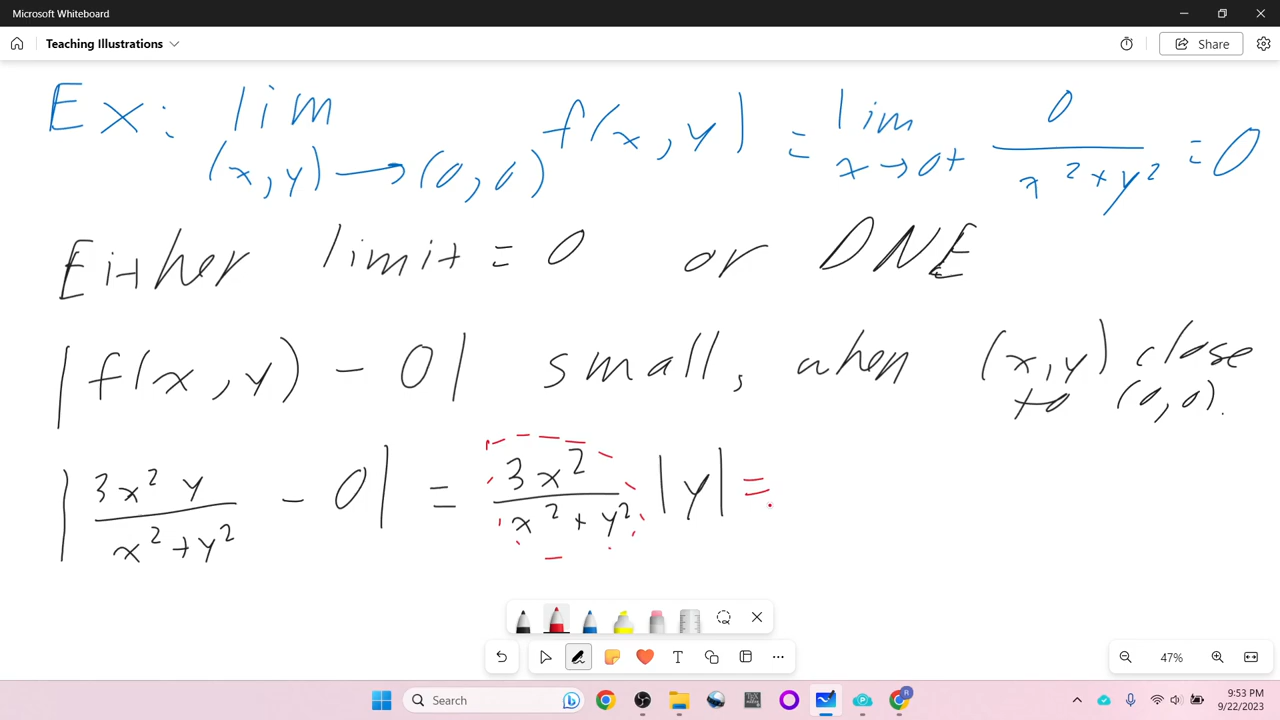 Microsoft Whiteboard
Teaching Illustrations
Share
Ex: lim (x,y) → (0,0) f(x,y) = lim x→0+ 0/(x²+y²) = 0
Either limit = 0 or DNE
|f(x,y) - 0| small, when (x,y) close
to (0,0).
|3x² y/(x²+y²) - 0| = 3x²/(x²+y²) |y| =
47%
Search
9:53 PM
9/22/2023